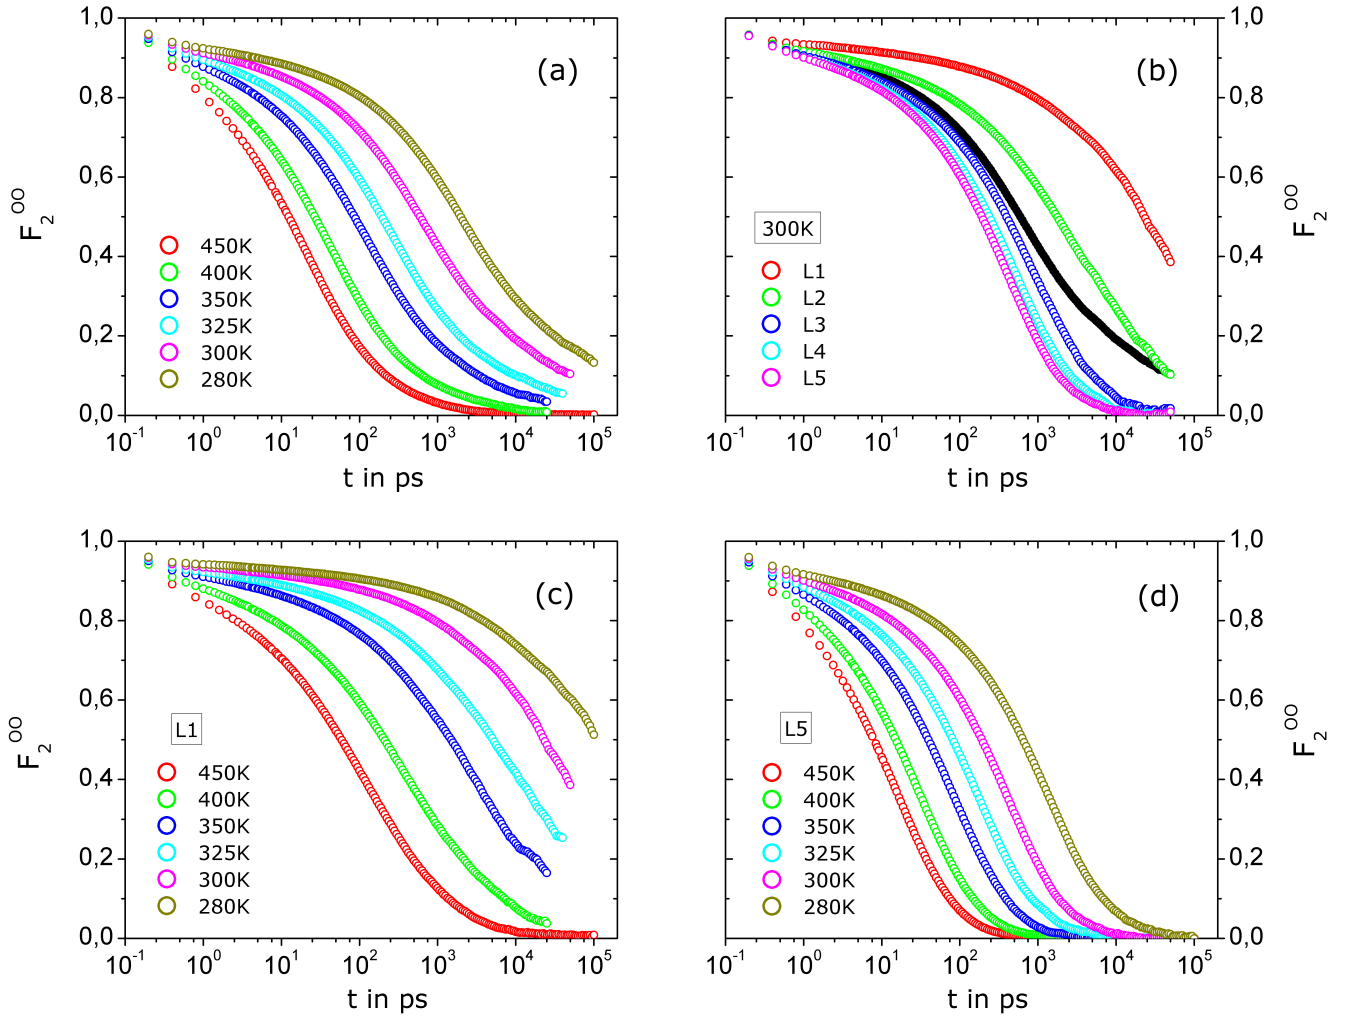 (a)
1,0
0,8
0,6
0,4
0,2
0,0
F₂ᴼᴼ
450K
400K
350K
325K
300K
280K
10⁻¹ 10⁰ 10¹ 10² 10³ 10⁴ 10⁵
t in ps
(b)
1,0
0,8
0,6
0,4
0,2
0,0
F₂ᴼᴼ
300K
L1
L2
L3
L4
L5
10⁻¹ 10⁰ 10¹ 10² 10³ 10⁴ 10⁵
t in ps
(c)
1,0
0,8
0,6
0,4
0,2
0,0
F₂ᴼᴼ
L1
450K
400K
350K
325K
300K
280K
10⁻¹ 10⁰ 10¹ 10² 10³ 10⁴ 10⁵
t in ps
(d)
1,0
0,8
0,6
0,4
0,2
0,0
F₂ᴼᴼ
L5
450K
400K
350K
325K
300K
280K
10⁻¹ 10⁰ 10¹ 10² 10³ 10⁴ 10⁵
t in ps